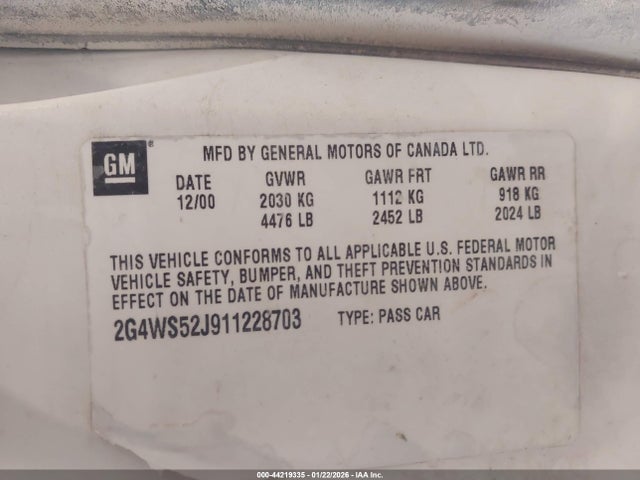 GM ®
MFD BY GENERAL MOTORS OF CANADA LTD.
DATE GVWR GAWR FRT GAWR RR
12/00 2030 KG 1112 KG 918 KG
4476 LB 2452 LB 2024 LB
THIS VEHICLE CONFORMS TO ALL APPLICABLE U.S. FEDERAL MOTOR
VEHICLE SAFETY, BUMPER, AND THEFT PREVENTION STANDARDS IN
EFFECT ON THE DATE OF MANUFACTURE SHOWN ABOVE.
2G4WS52J911228703 TYPE: PASS CAR
000-44219335 - 01/22/2026 - IAA Inc.